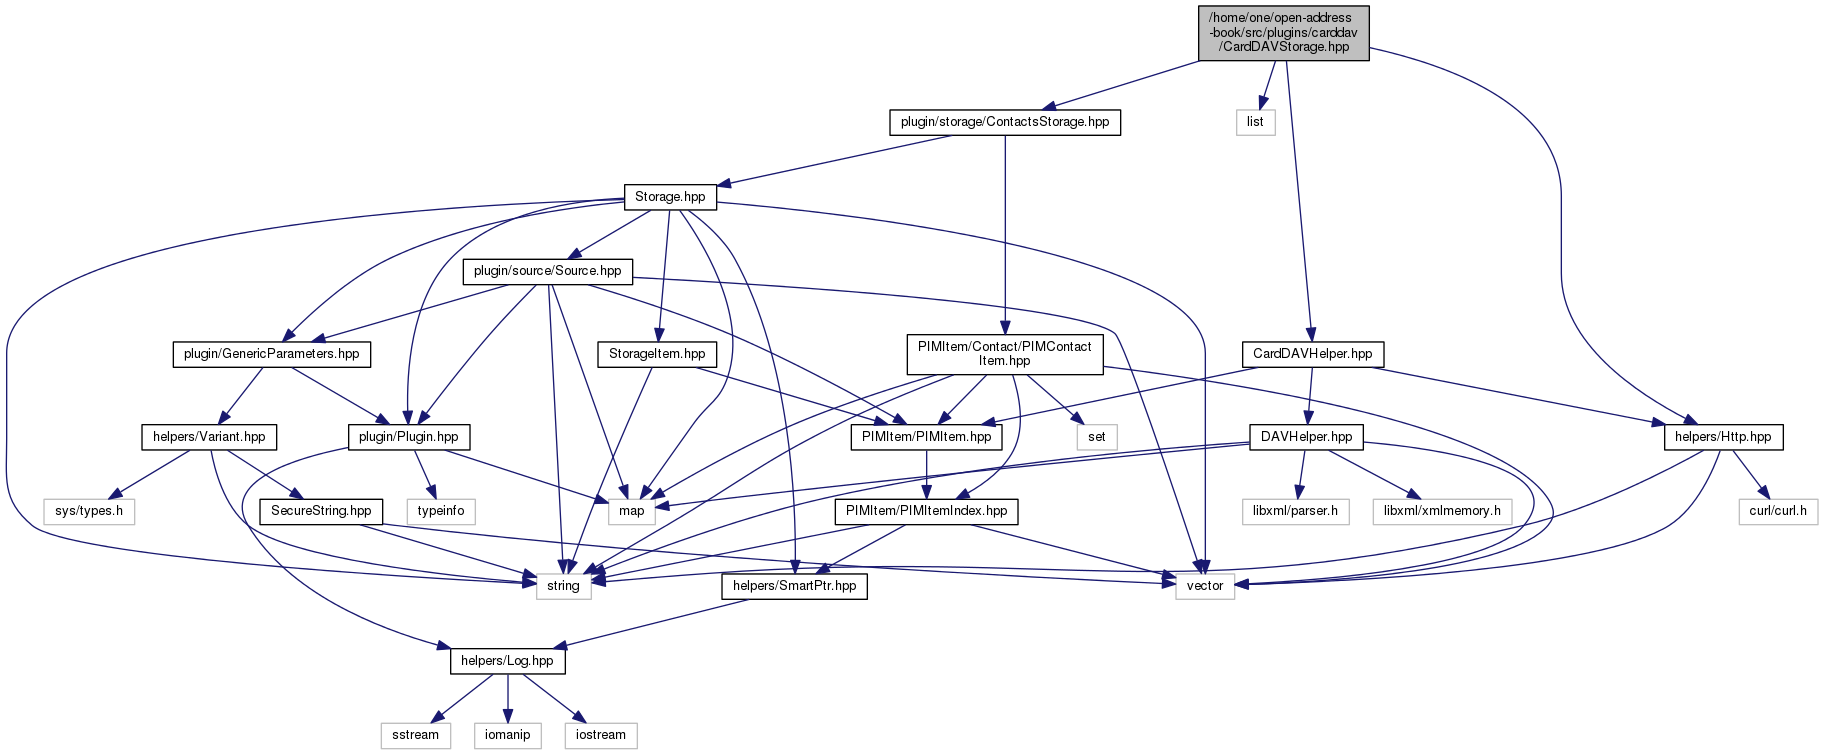 /home/one/open-address
-book/src/plugins/carddav
/CardDAVStorage.hpp
plugin/storage/ContactsStorage.hpp
list
Storage.hpp
plugin/source/Source.hpp
plugin/GenericParameters.hpp
StorageItem.hpp
PIMItem/Contact/PIMContact
Item.hpp
CardDAVHelper.hpp
helpers/Variant.hpp
plugin/Plugin.hpp
PIMItem/PIMItem.hpp
set
DAVHelper.hpp
helpers/Http.hpp
sys/types.h
SecureString.hpp
typeinfo
map
PIMItem/PIMItemIndex.hpp
libxml/parser.h
libxml/xmlmemory.h
curl/curl.h
string
helpers/SmartPtr.hpp
vector
helpers/Log.hpp
sstream
iomanip
iostream